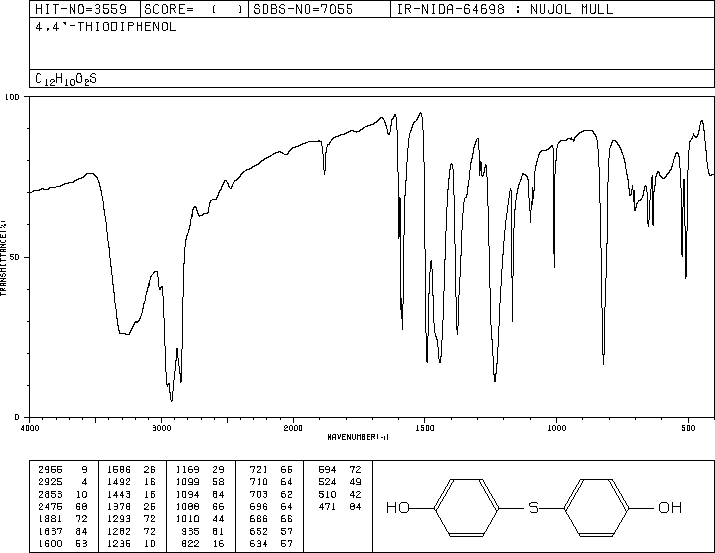 HIT-NO=3559 SCORE= ( ) SDBS-NO=7055 IR-NIDA-64698 : NUJOL MULL
4,4'-THIODIPHENOL
C12H10O2S
100
TRANSMITTANCE(%)
50
0
4000 3000 2000 1500 1000 500
WAVENUMBER(-1)
2955 9 1586 26 1169 29 721 66 594 72
2925 4 1492 16 1099 58 710 64 524 49
2853 10 1443 16 1094 64 703 62 510 42
2475 68 1378 26 1088 66 696 64 471 84
1881 72 1293 72 1010 44 686 66
1637 84 1282 72 935 81 652 57
1600 53 1235 10 822 16 634 57
HO S OH